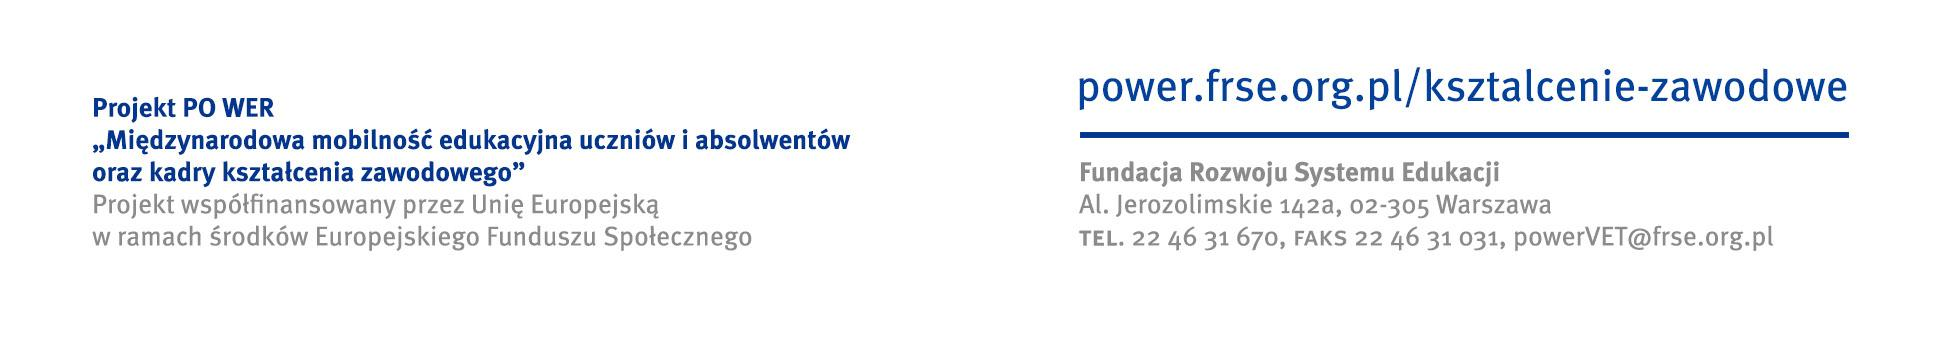 Projekt PO WER
„Międzynarodowa mobilność edukacyjna uczniów i absolwentów
oraz kadry kształcenia zawodowego”
Projekt współfinansowany przez Unię Europejską
w ramach środków Europejskiego Funduszu Społecznego
power.frse.org.pl/ksztalcenie-zawodowe
Fundacja Rozwoju Systemu Edukacji
Al. Jerozolimskie 142a, 02-305 Warszawa
TEL. 22 46 31 670, FAKS 22 46 31 031, powerVET@frse.org.pl